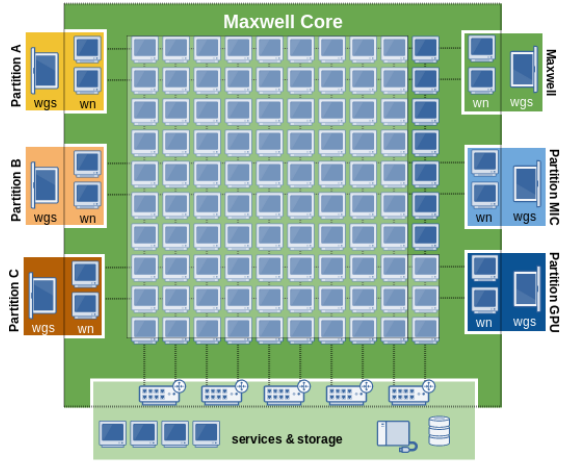 Maxwell Core
Partition A
wgs
wn
Maxwell
wn
wgs
Partition B
wgs
wn
Partition MIC
wn
wgs
Partition C
wgs
wn
Partition GPU
wn
wgs
services & storage